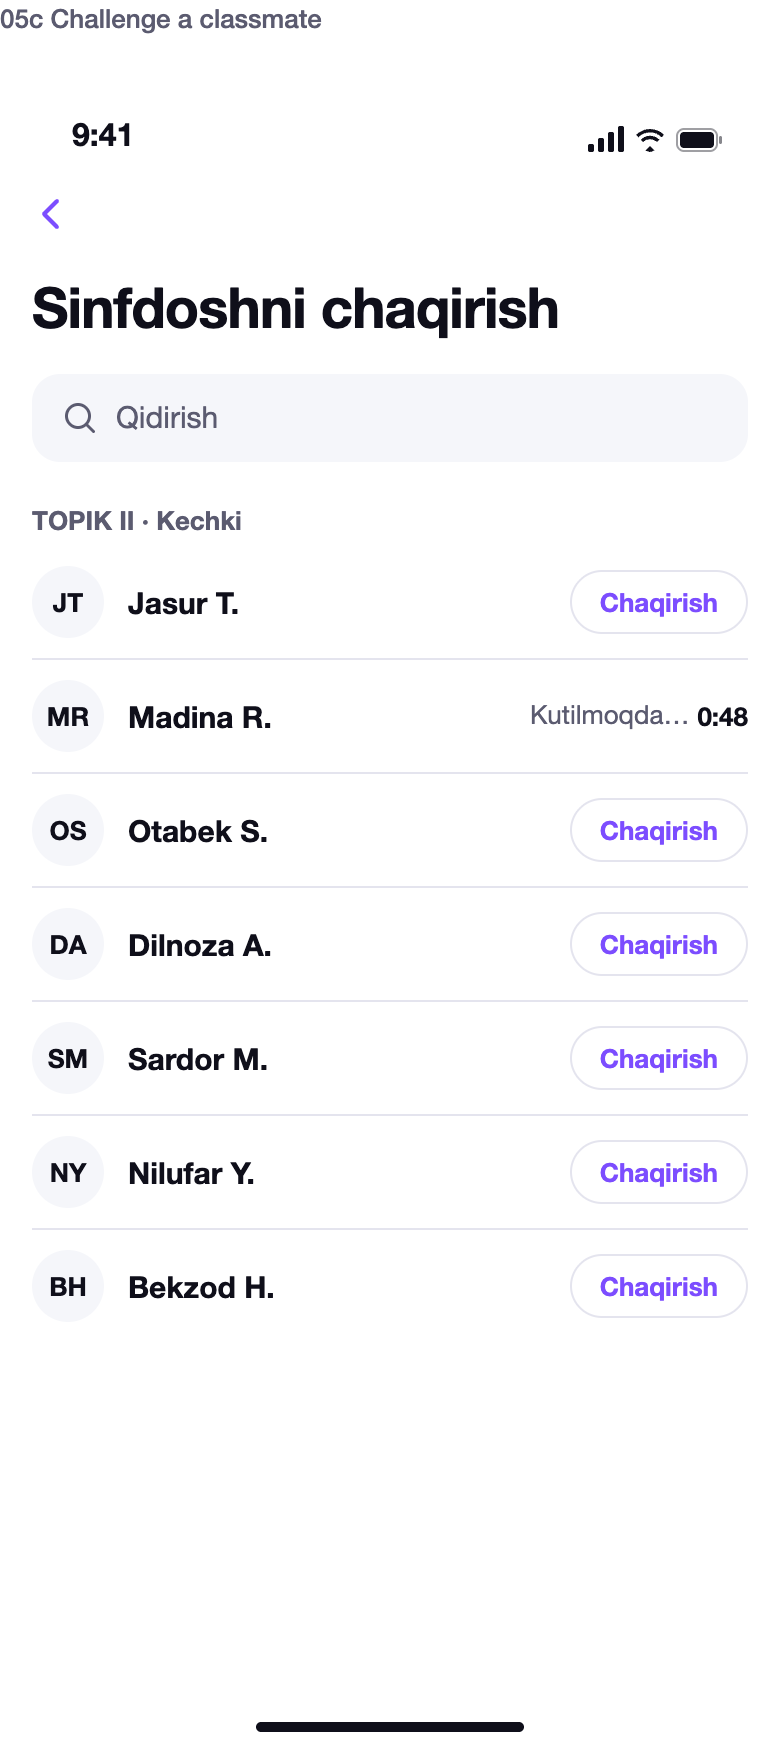 05c Challenge a classmate
9:41
Sinfdoshni chaqirish
Qidirish
TOPIK II · Kechki
JT Jasur T. Chaqirish
MR Madina R. Kutilmoqda... 0:48
OS Otabek S. Chaqirish
DA Dilnoza A. Chaqirish
SM Sardor M. Chaqirish
NY Nilufar Y. Chaqirish
BH Bekzod H. Chaqirish